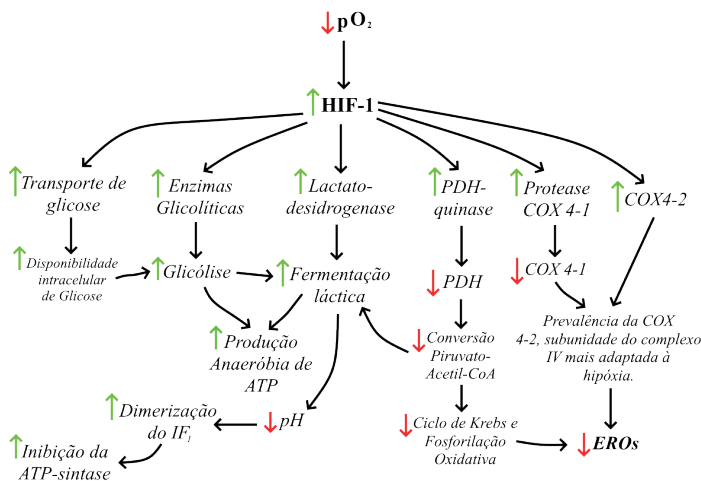 pO₂
HIF-1
Transporte de
glicose
Enzimas
Glicolíticas
Lactato-
desidrogenase
PDH-
quinase
Protease
COX 4-1
COX4-2
Disponibilidade
intracelular
de Glicose
Glicólise
Fermentação
láctica
PDH
COX 4-1
Produção
Anaeróbia de
ATP
Conversão
Piruvato-
Acetil-CoA
Prevalência da COX
4-2, subunidade do complexo
IV mais adaptada à
hipóxia.
Dimerização
do IF₁
pH
Ciclo de Krebs e
Fosforilação
Oxidativa
EROs
Inibição da
ATP-sintase